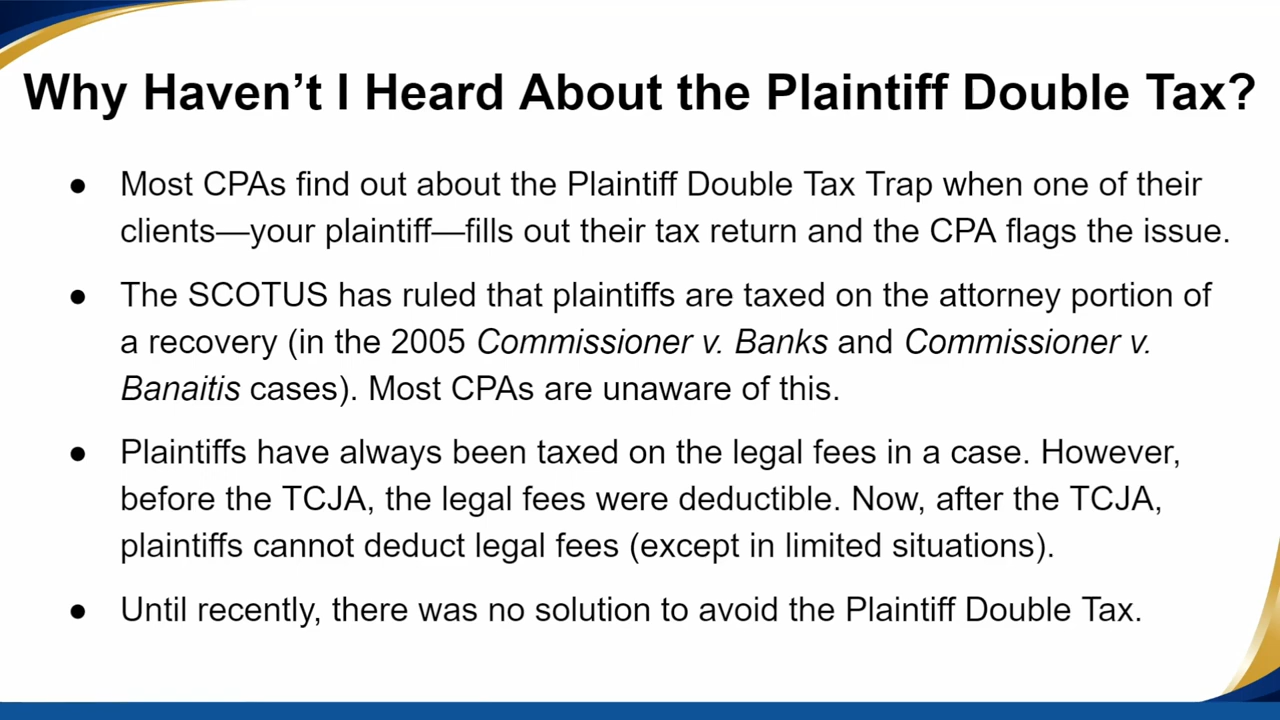 Why Haven’t I Heard About the Plaintiff Double Tax?
● Most CPAs find out about the Plaintiff Double Tax Trap when one of their
clients—your plaintiff—fills out their tax return and the CPA flags the issue.
● The SCOTUS has ruled that plaintiffs are taxed on the attorney portion of
a recovery (in the 2005 Commissioner v. Banks and Commissioner v.
Banaitis cases). Most CPAs are unaware of this.
● Plaintiffs have always been taxed on the legal fees in a case. However,
before the TCJA, the legal fees were deductible. Now, after the TCJA,
plaintiffs cannot deduct legal fees (except in limited situations).
● Until recently, there was no solution to avoid the Plaintiff Double Tax.